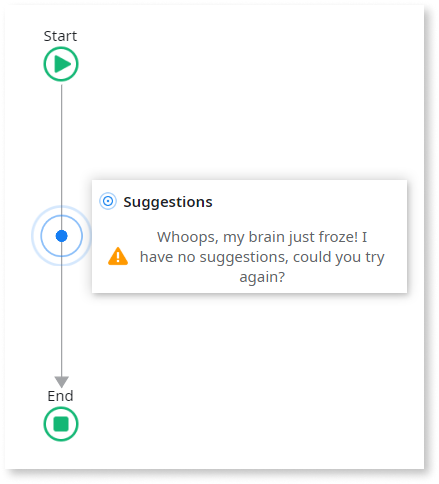 Start
Suggestions
Whoops, my brain just froze! I
have no suggestions, could you try
again?
End